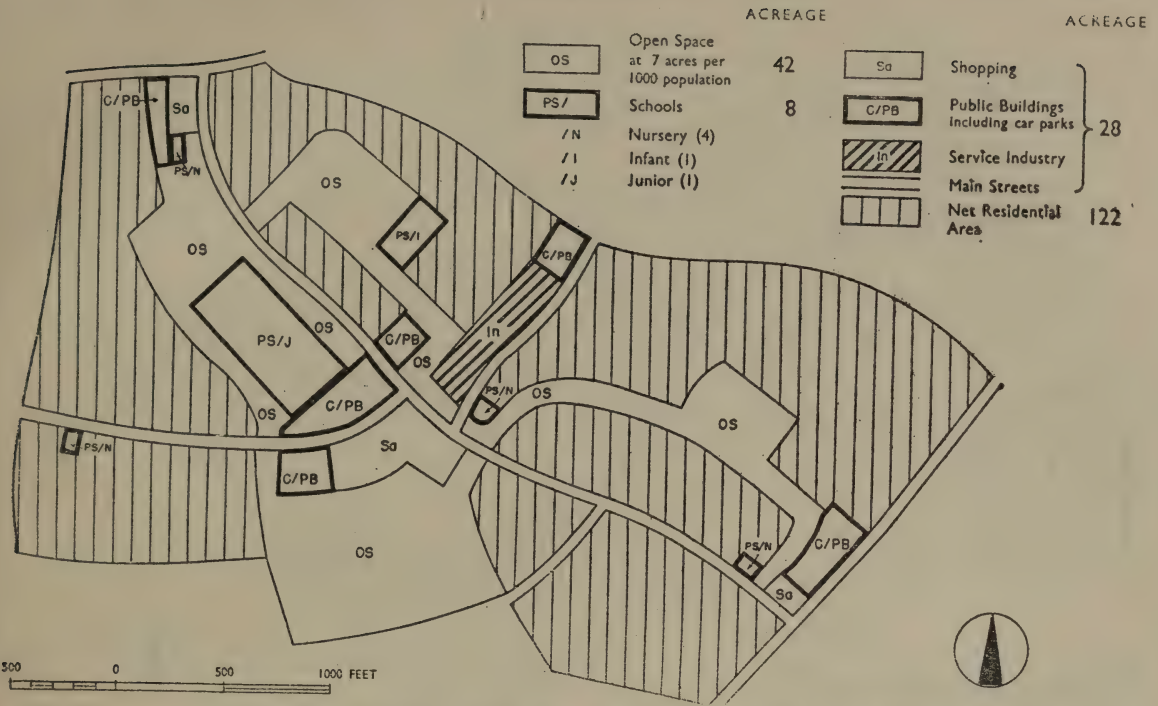 ACREAGE
ACREAGE
OS
Open Space
at 7 acres per
1000 population
42
PS/
Schools
8
/N Nursery (4)
/I Infant (1)
/J Junior (1)
Sa
Shopping
C/PB
Public Buildings
including car parks
28
In
Service Industry
Main Streets
Net Residential
Area
122
C/PB
Sa
PS/N
OS
OS
PS/I
C/PB
In
PS/J
OS
C/PB
OS
C/PB
OS
PS/N
Sa
C/PB
OS
PS/N
OS
OS
PS/N
C/PB
Sa
500 0 500 1000 FEET